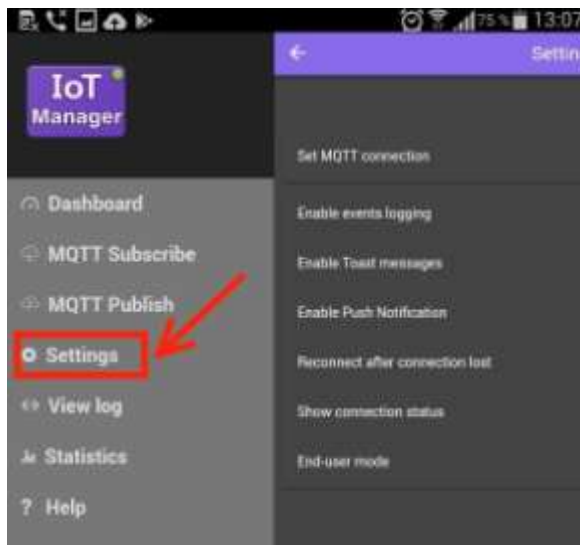 75% 13:07
IoT
Manager
Dashboard
MQTT Subscribe
MQTT Publish
Settings
View log
Statistics
? Help
Settin
Set MQTT connection
Enable events logging
Enable Toast messages
Enable Push Notification
Reconnect after connection lost
Show connection status
End-user mode